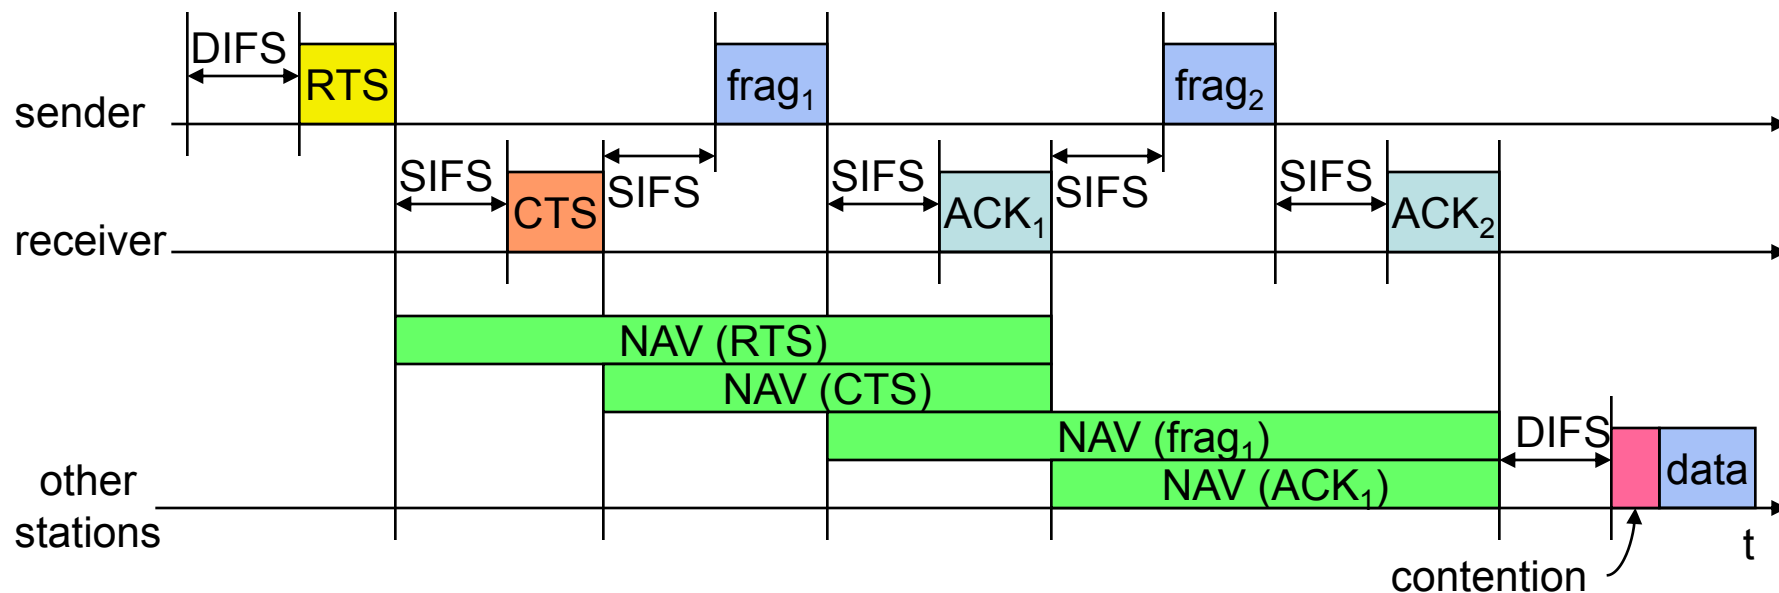 DIFS
RTS
frag₁
frag₂
sender
SIFS
CTS
SIFS
SIFS
ACK₁
SIFS
SIFS
ACK₂
receiver
NAV (RTS)
NAV (CTS)
NAV (frag₁)
NAV (ACK₁)
DIFS
data
other
stations
t
contention